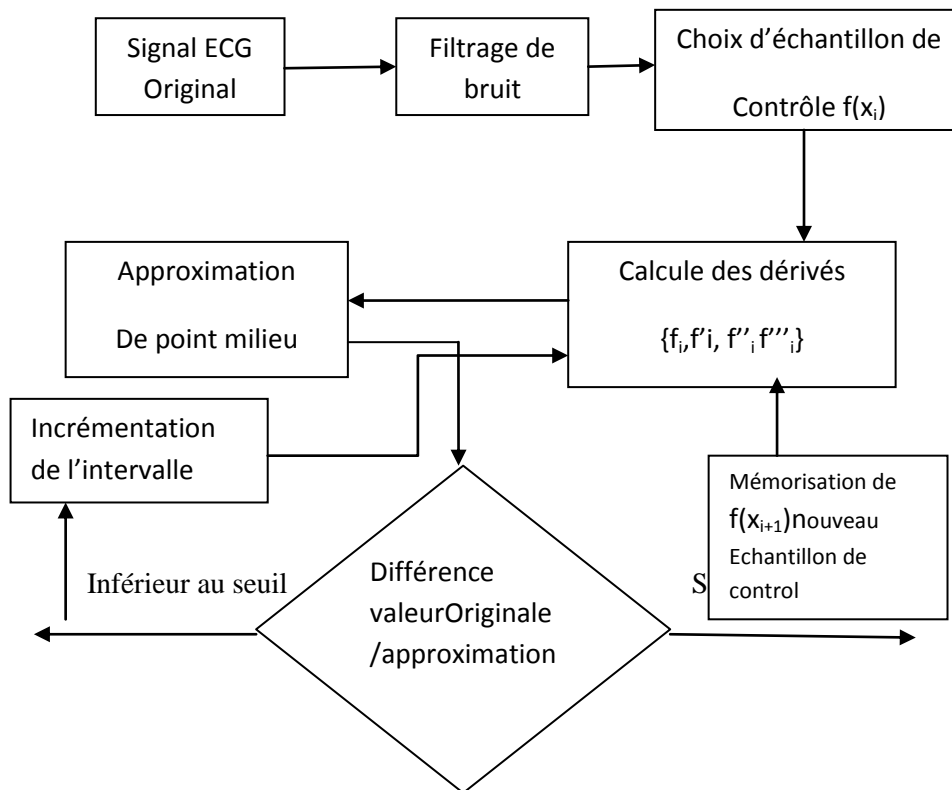 Signal ECG
Original
Filtrage de
bruit
Choix d'échantillon de
Contrôle f(xᵢ)
Approximation
De point milieu
Calcule des dérivés
{fᵢ,f'i, f''ᵢ f'''ᵢ}
Incrémentation
de l'intervalle
Mémorisation de
f(xᵢ₊₁)nouveau
Echantillon de
control
Inférieur au seuil
Différence
valeurOriginale
/approximation
S